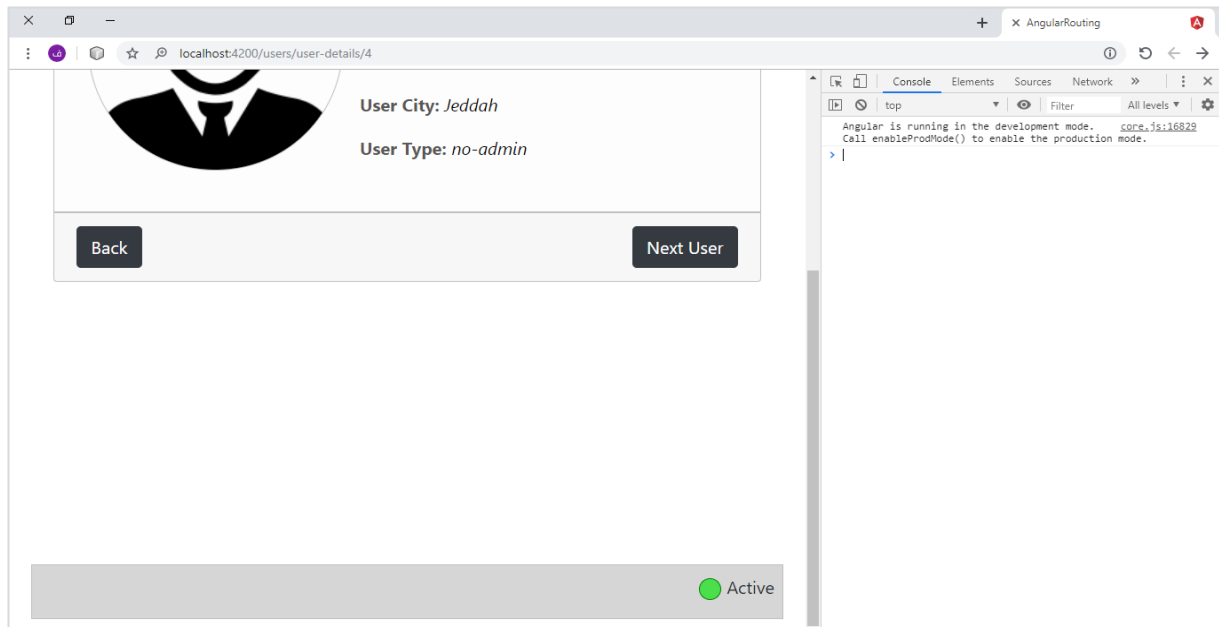 AngularRouting
localhost:4200/users/user-details/4
ف
User City: Jeddah
User Type: no-admin
Back
Next User
Active
Console Elements Sources Network »
top Filter All levels
Angular is running in the development mode. core.js:16829
Call enableProdMode() to enable the production mode.
>